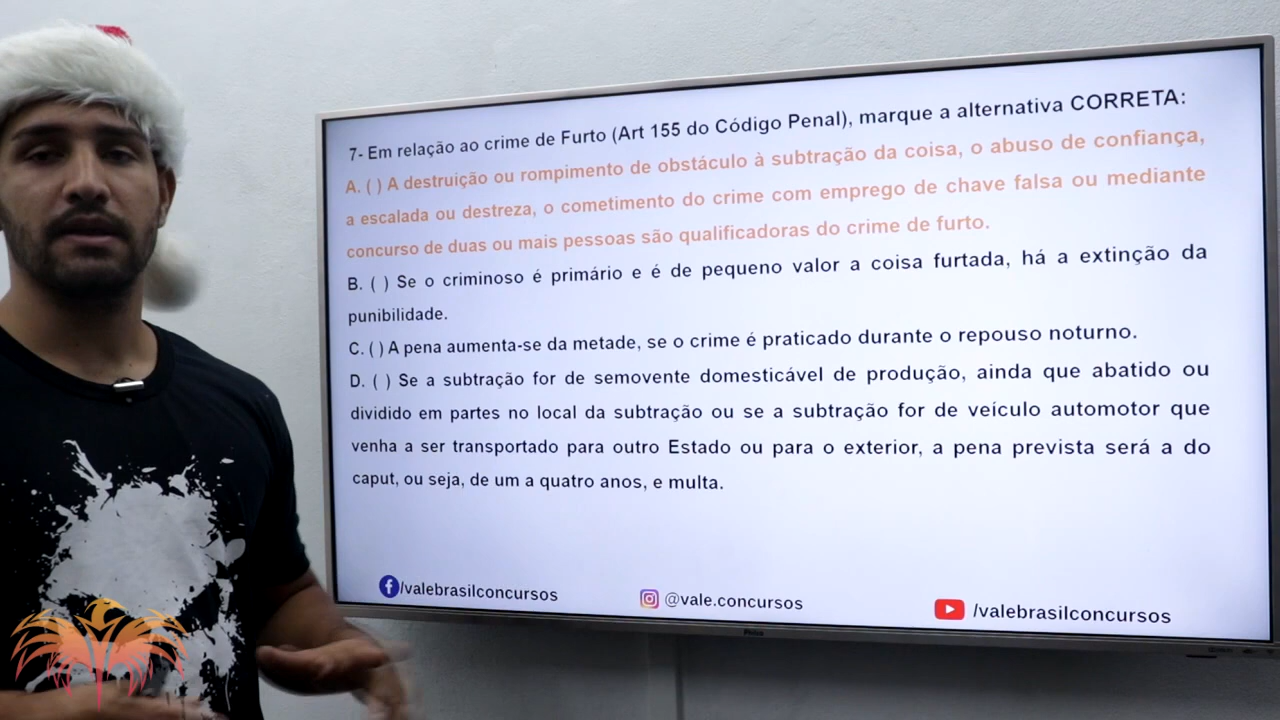 7- Em relação ao crime de Furto (Art 155 do Código Penal), marque a alternativa CORRETA:
A. ( ) A destruição ou rompimento de obstáculo à subtração da coisa, o abuso de confiança,
a escalada ou destreza, o cometimento do crime com emprego de chave falsa ou mediante
concurso de duas ou mais pessoas são qualificadoras do crime de furto.
B. ( ) Se o criminoso é primário e é de pequeno valor a coisa furtada, há a extinção da
punibilidade.
C. ( ) A pena aumenta-se da metade, se o crime é praticado durante o repouso noturno.
D. ( ) Se a subtração for de semovente domesticável de produção, ainda que abatido ou
dividido em partes no local da subtração ou se a subtração for de veículo automotor que
venha a ser transportado para outro Estado ou para o exterior, a pena prevista será a do
caput, ou seja, de um a quatro anos, e multa.
/valebrasilconcursos @vale.concursos /valebrasilconcursos
Philco